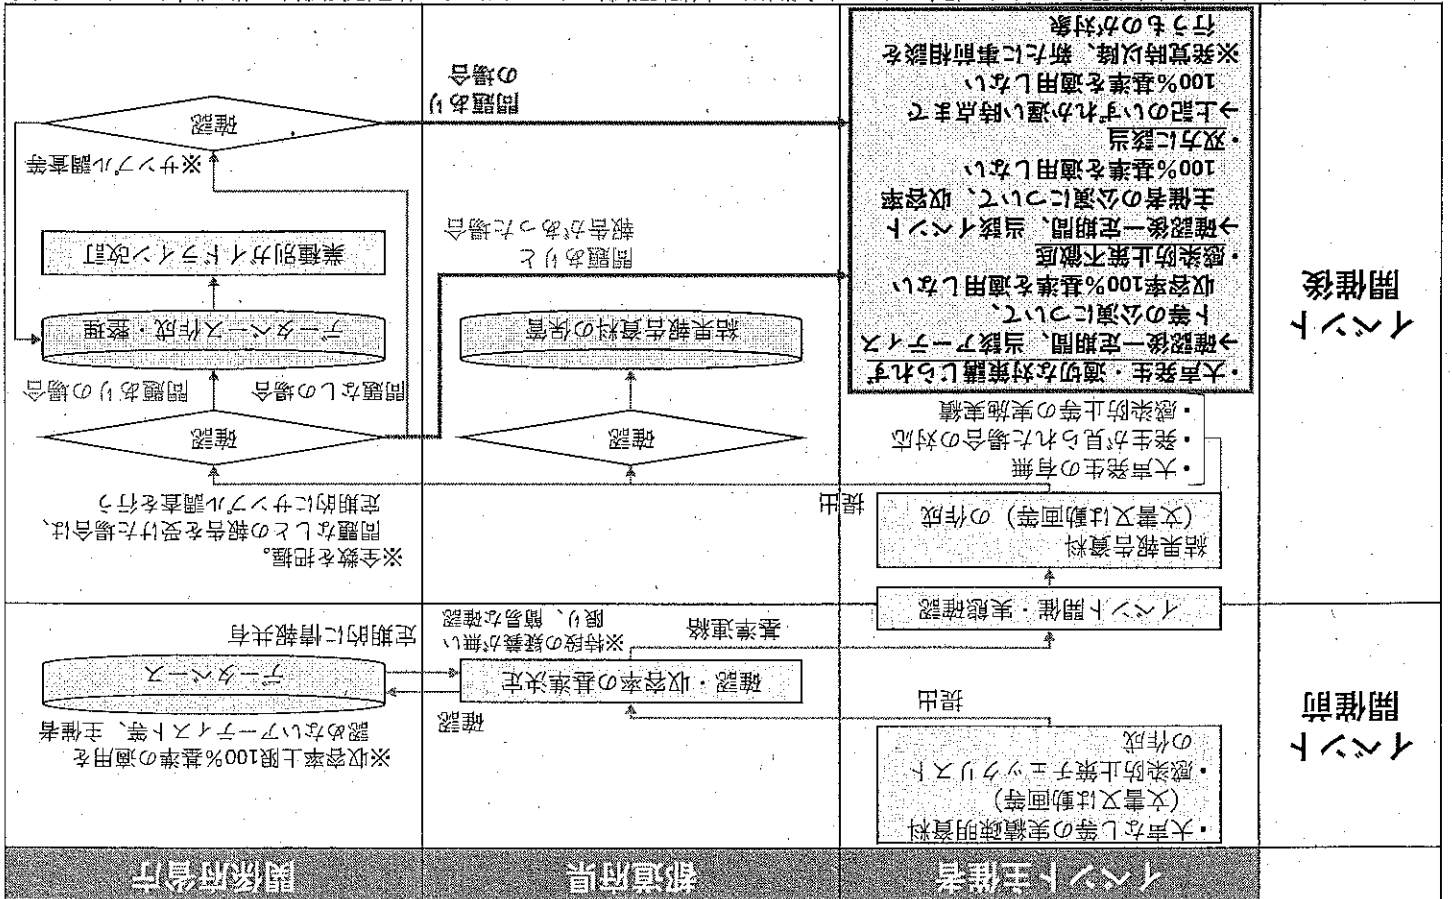 イベント主催者
都道府県
関係府省庁
イベント
開催前
・大声なし等の実績疎明資料
（文書又は動画等）
・感染防止策チェックリスト
の作成
提出
確認・収容率の基準決定
※特段の疑義が無い
限り、簡易な確認
基準連絡
確認
※収容率上限100%基準の適用を
認めないアーティスト等、主催者
データベース
定期的に情報共有
イベント
開催後
イベント開催・実態確認
結果報告資料
（文書又は動画等）の作成
提出
・大声発生の有無
・発生が見られた場合の対応
・感染防止等の実施実績
※全数を把握。
問題なしとの報告を受けた場合は、
定期的にサンプル調査を行う
確認
確認
問題なしの場合
問題ありの場合
結果報告資料の保管
データベース作成・整理
業種別ガイドライン改訂
問題ありと
報告があった場合
※サンプル調査等
確認
問題あり
の場合
・大声発生・適切な対策講じられず
→確認後一定期間、当該アーティス
ト等の公演について、
収容率100%基準を適用しない
・感染防止策不徹底
→確認後一定期間、当該イベント
主催者の公演について、収容率
100%基準を適用しない
・双方に該当
→上記のいずれか遅い時点まで
100%基準を適用しない
※発覚時以降、新たに事前相談を
行うものが対象